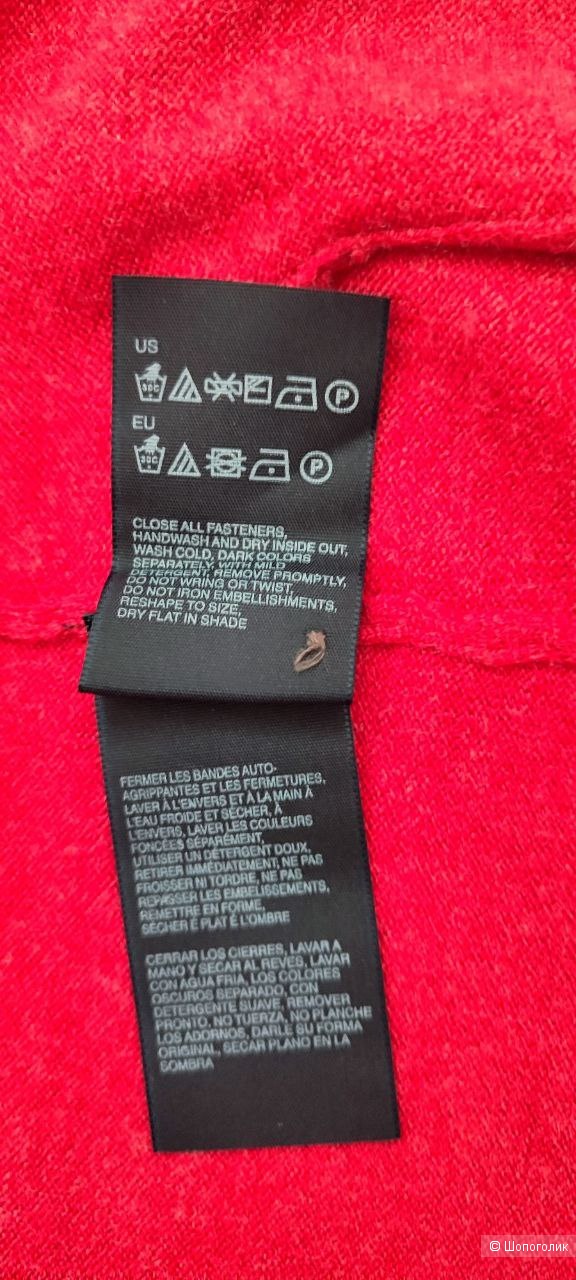 US
30C
P
EU
30C
P
CLOSE ALL FASTENERS,
HANDWASH AND DRY INSIDE OUT,
WASH COLD, DARK COLORS
SEPARATELY, WITH MILD
DETERGENT, REMOVE PROMPTLY,
DO NOT WRING OR TWIST,
DO NOT IRON EMBELLISHMENTS,
RESHAPE TO SIZE,
DRY FLAT IN SHADE
FERMER LES BANDES AUTO-
AGRIPPANTES ET LES FERMETURES,
LAVER À L'ENVERS ET À LA MAIN À
L'EAU FROIDE ET SÉCHER, À
L'ENVERS, LAVER LES COULEURS
FONCÉES SÉPARÉMENT,
UTILISER UN DÉTERGENT DOUX,
RETIRER IMMÉDIATEMENT, NE PAS
FROISSER NI TORDRE, NE PAS
REPASSER LES EMBELISSEMENTS,
REMETTRE EN FORME,
SÉCHER É PLAT É L'OMBRE
CERRAR LOS CIERRES, LAVAR A
MANO Y SECAR AL REVES, LAVAR
CON AGUA FRIA, LOS COLORES
OSCUROS SEPARADO, CON
DETERGENTE SUAVE, REMOVER
PRONTO, NO TUERZA, NO PLANCHE
LOS ADORNOS, DARLE SU FORMA
ORIGINAL, SECAR PLANO EN LA
SOMBRA
© Шопоголик